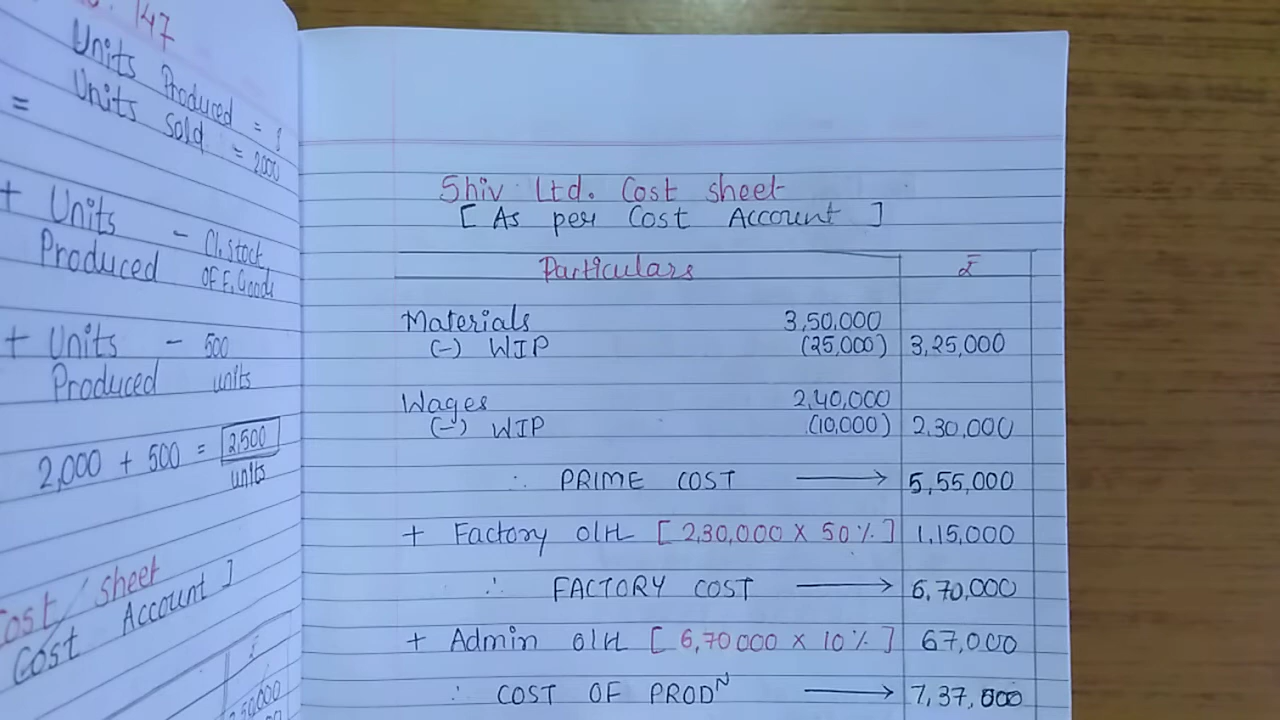 147
Units Produced =
Units Sold = 2000
=
+ Units - Cl. Stock
Produced OF F. Goods
+ Units - 500
Produced units
2,000 + 500 = 2,500
units
Cost sheet
Cost Account ]
Shiv Ltd. Cost sheet
[ As per Cost Account ]
Particulars ₹
Materials 3,50,000
(-) WIP (25,000) 3,25,000
Wages 2,40,000
(-) WIP (10,000) 2,30,000
∴ PRIME COST → 5,55,000
+ Factory O/H [ 2,30,000 X 50% ] 1,15,000
∴ FACTORY COST → 6,70,000
+ Admin O/H [ 6,70000 x 10% ] 67,000
∴ COST OF PRODᴺ → 7,37,000